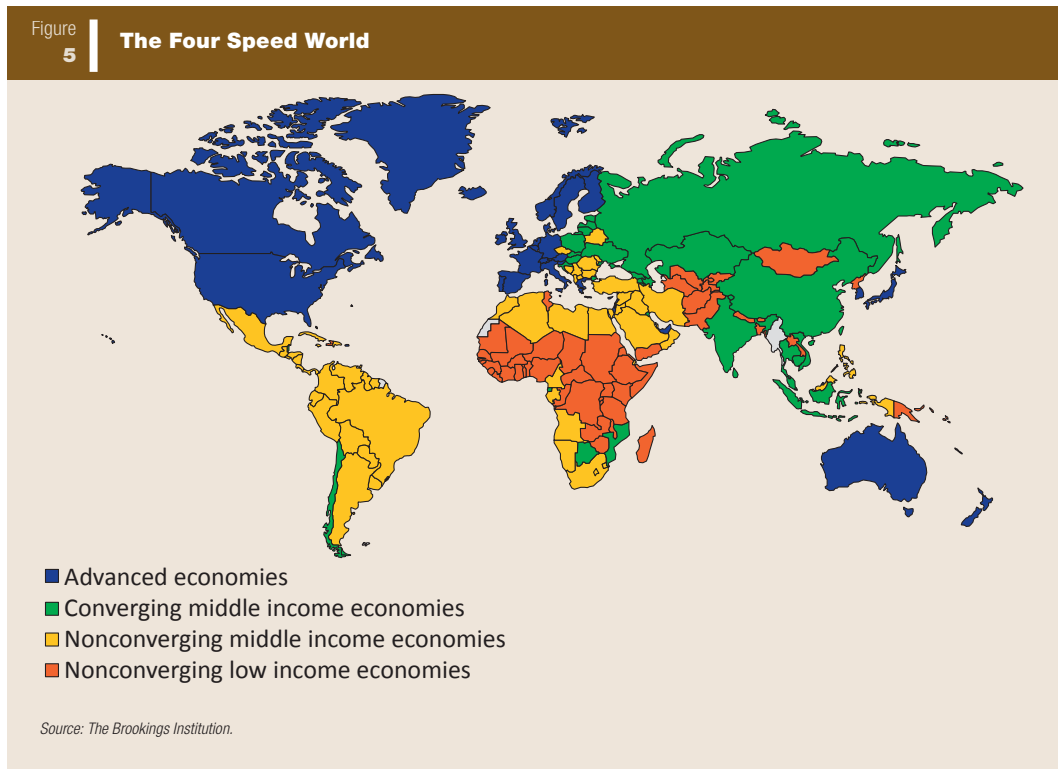 Figure
5
The Four Speed World
Advanced economies
Converging middle income economies
Nonconverging middle income economies
Nonconverging low income economies
Source: The Brookings Institution.